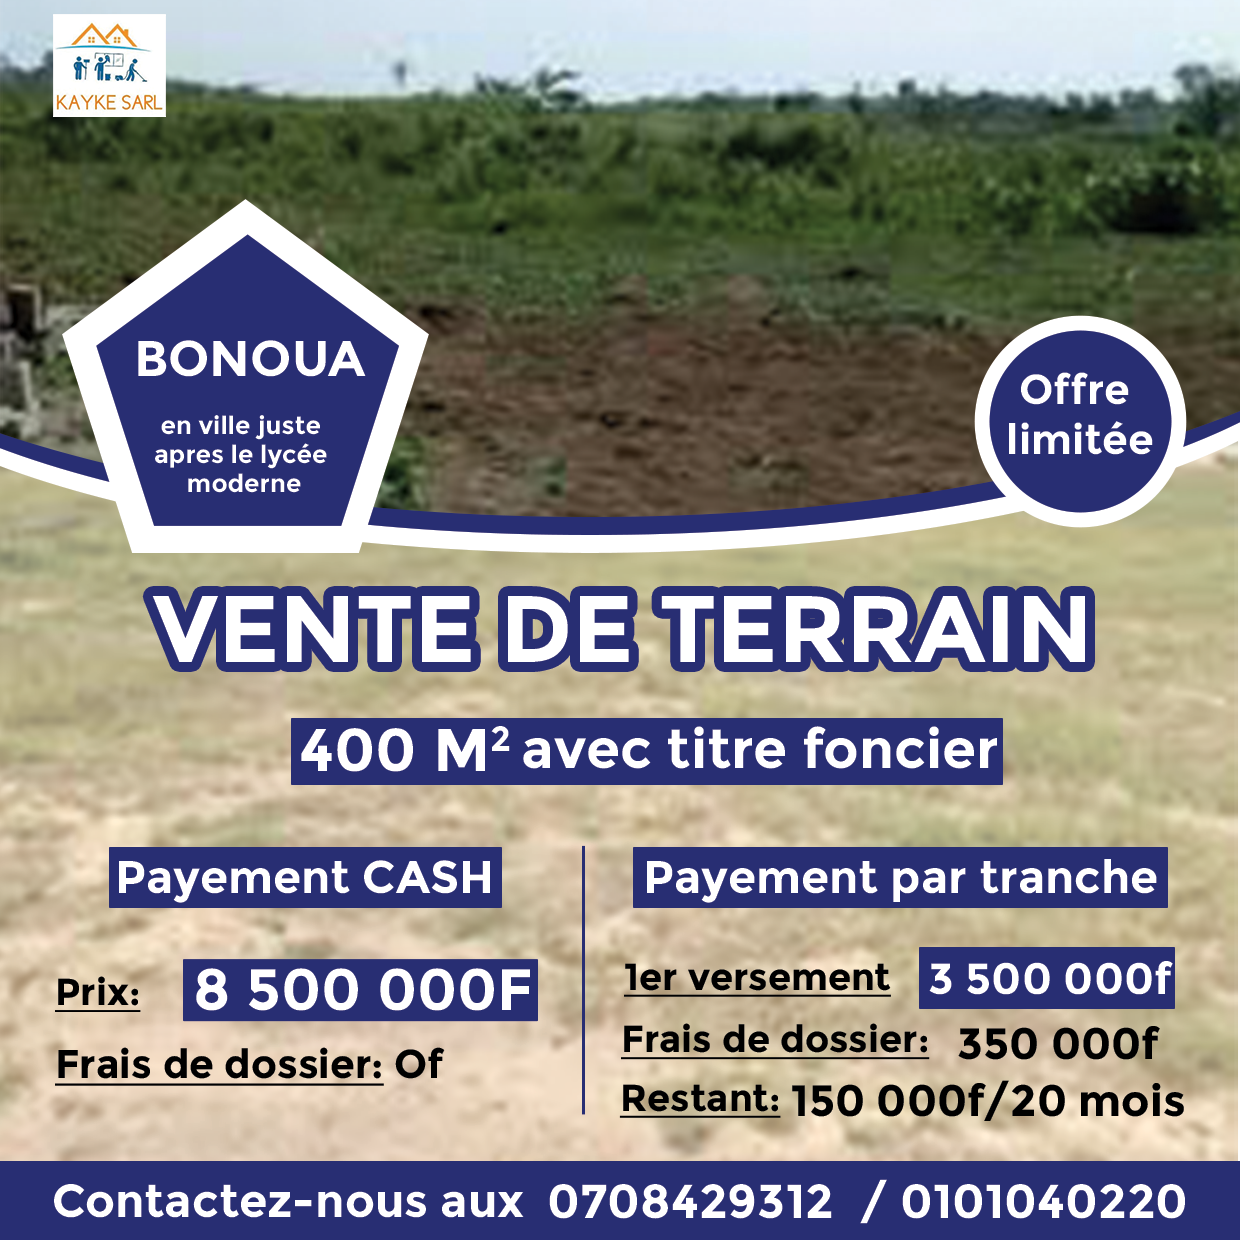 KAYKE SARL
BONOUA
en ville juste
apres le lycée
moderne
Offre
limitée
VENTE DE TERRAIN
400 M² avec titre foncier
Payement CASH
Prix: 8 500 000F
Frais de dossier: 0f
Payement par tranche
1er versement 3 500 000f
Frais de dossier: 350 000f
Restant: 150 000f/20 mois
Contactez-nous aux 0708429312 / 0101040220